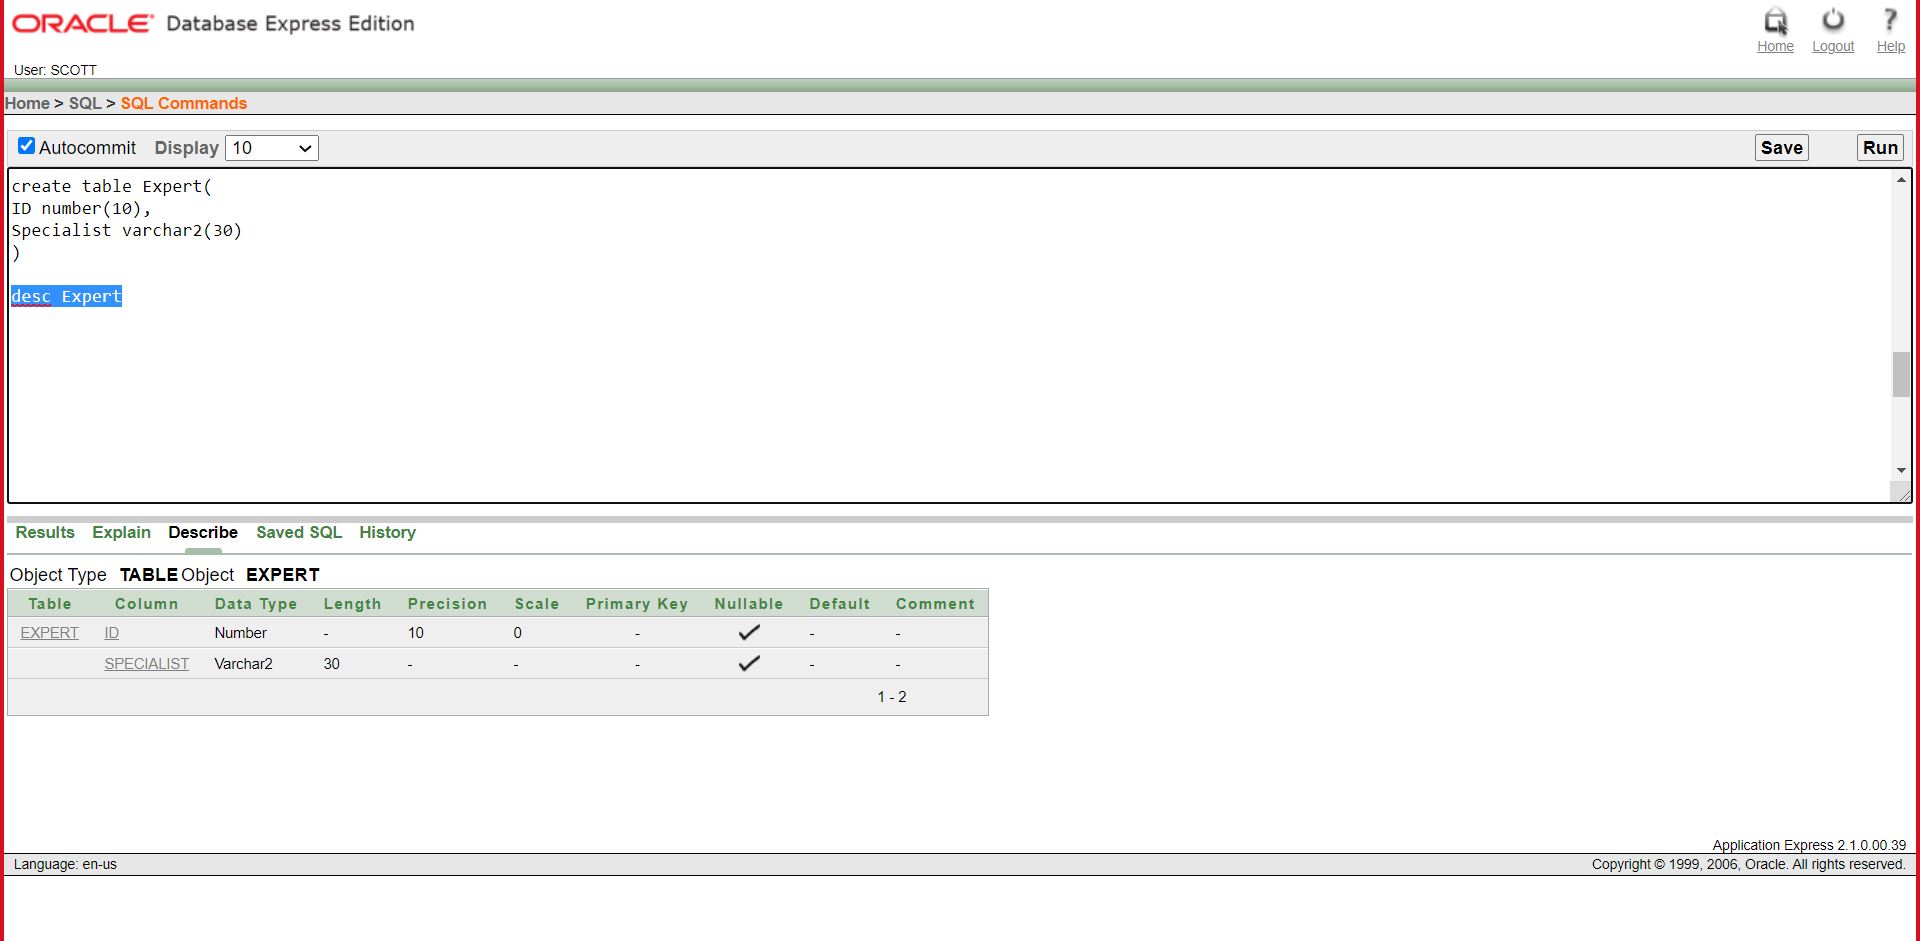 ORACLE Database Express Edition
Home Logout Help
User: SCOTT
Home > SQL > SQL Commands
Autocommit Display 10 Save Run
create table Expert(
ID number(10),
Specialist varchar2(30)
)
desc Expert
Results Explain Describe Saved SQL History
Object Type TABLE Object EXPERT
Table Column Data Type Length Precision Scale Primary Key Nullable Default Comment
EXPERT ID Number - 10 0 - - -
SPECIALIST Varchar2 30 - - - - -
1 - 2
Application Express 2.1.0.00.39
Language: en-us Copyright © 1999, 2006, Oracle. All rights reserved.